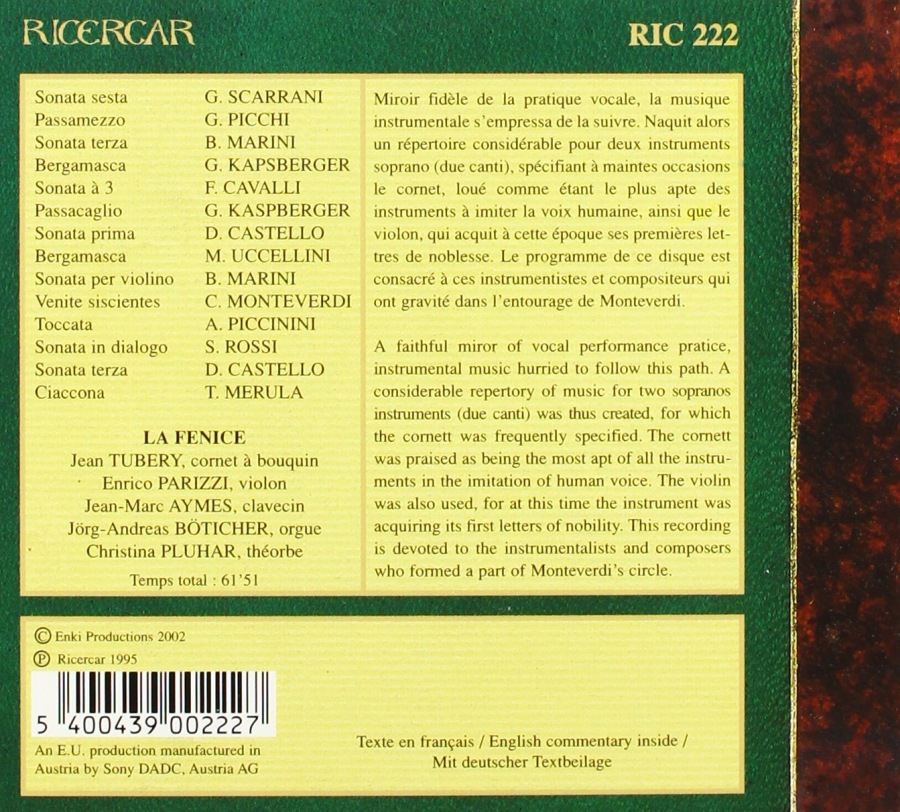 RICERCAR
RIC 222
Sonata sesta G. SCARRANI
Passamezzo G. PICCHI
Sonata terza B. MARINI
Bergamasca G. KAPSBERGER
Sonata à 3 F. CAVALLI
Passacaglio G. KASPBERGER
Sonata prima D. CASTELLO
Bergamasca M. UCCELLINI
Sonata per violino B. MARINI
Venite siscientes C. MONTEVERDI
Toccata A. PICCININI
Sonata in dialogo S. ROSSI
Sonata terza D. CASTELLO
Ciaccona T. MERULA
LA FENICE
Jean TUBERY, cornet à bouquin
Enrico PARIZZI, violon
Jean-Marc AYMES, clavecin
Jörg-Andreas BÖTICHER, orgue
Christina PLUHAR, théorbe
Temps total : 61'51
Miroir fidèle de la pratique vocale, la musique
instrumentale s'empressa de la suivre. Naquit alors
un répertoire considérable pour deux instruments
soprano (due canti), spécifiant à maintes occasions
le cornet, loué comme étant le plus apte des
instruments à imiter la voix humaine, ainsi que le
violon, qui acquit à cette époque ses premières let-
tres de noblesse. Le programme de ce disque est
consacré à ces instrumentistes et compositeurs qui
ont gravité dans l'entourage de Monteverdi.
A faithful miror of vocal performance pratice,
instrumental music hurried to follow this path. A
considerable repertory of music for two sopranos
instruments (due canti) was thus created, for which
the cornett was frequently specified. The cornett
was praised as being the most apt of all the instru-
ments in the imitation of human voice. The violin
was also used, for at this time the instrument was
acquiring its first letters of nobility. This recording
is devoted to the instrumentalists and composers
who formed a part of Monteverdi's circle.
© Enki Productions 2002
℗ Ricercar 1995
5 400439 002227
An E.U. production manufactured in
Austria by Sony DADC, Austria AG
Texte en français / English commentary inside /
Mit deutscher Textbeilage